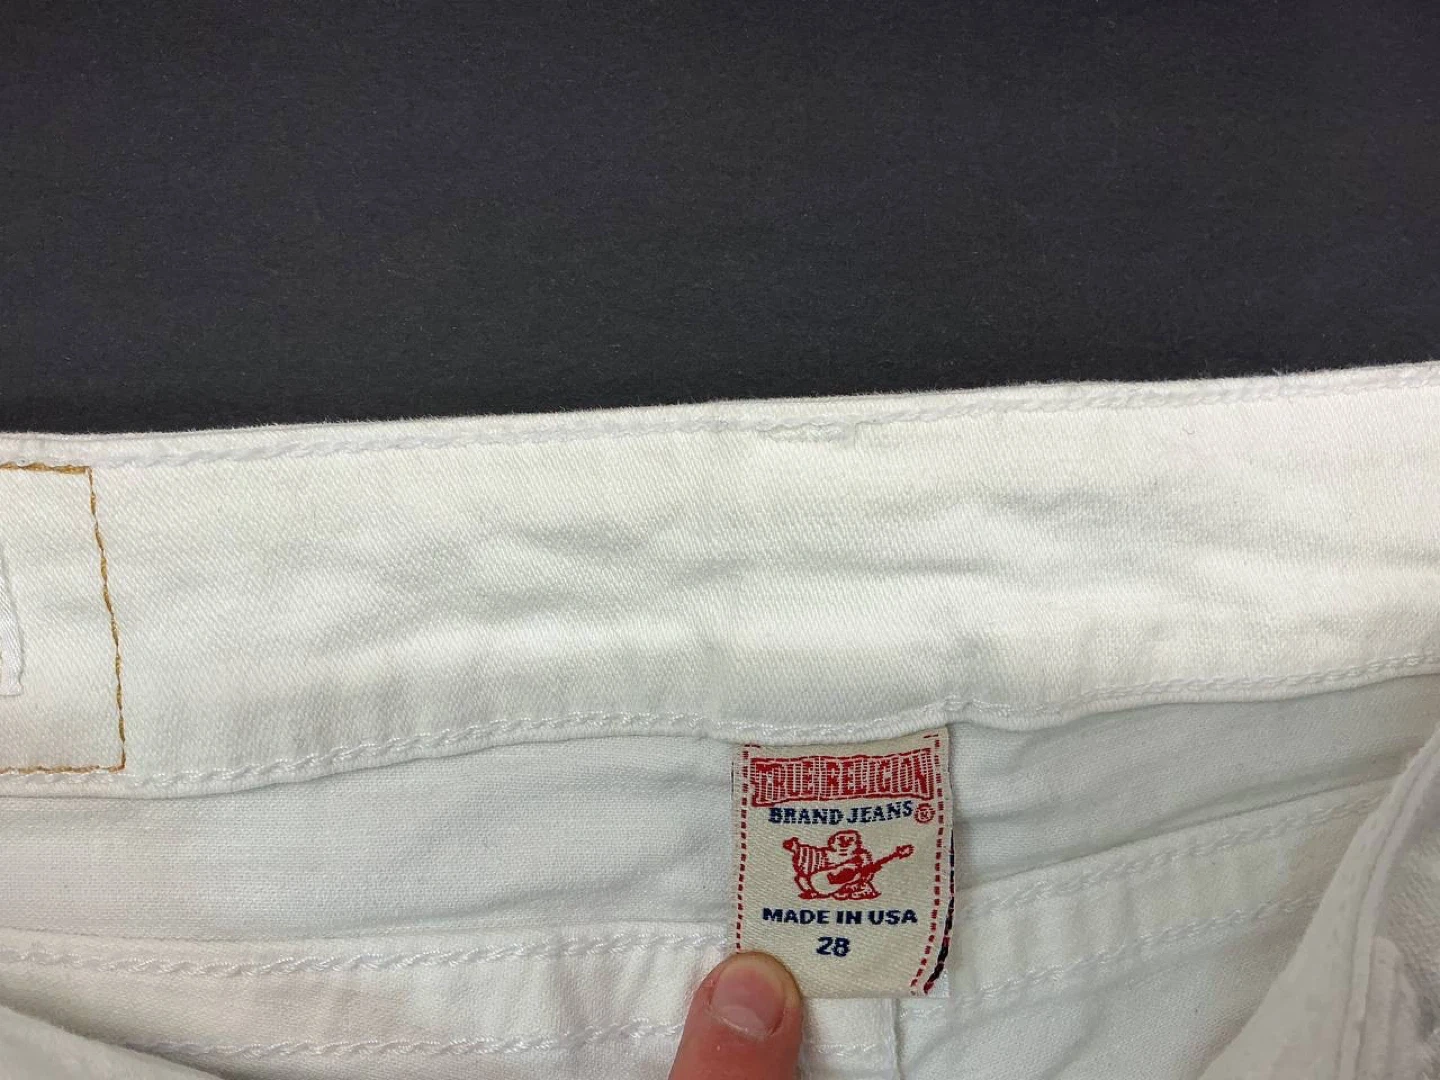 TRUE RELIGION
BRAND JEANS®
MADE IN USA
28